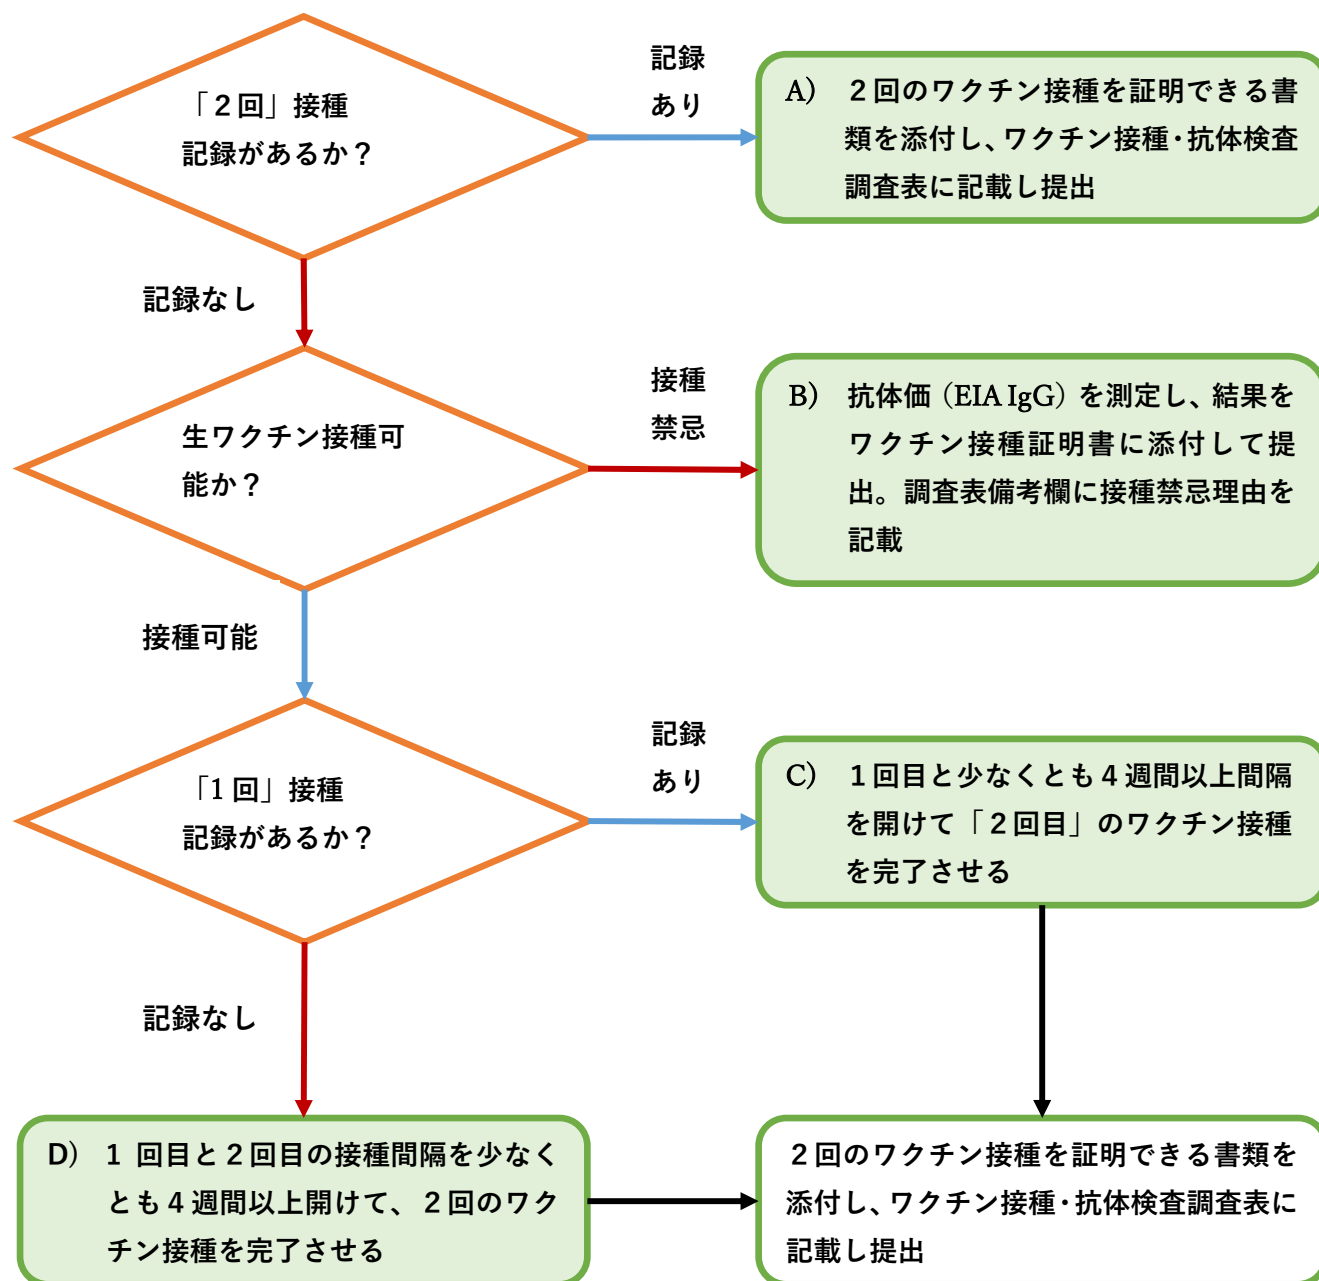 「２回」接種
記録があるか？
記録
あり
A) ２回のワクチン接種を証明できる書
類を添付し、ワクチン接種・抗体検査
調査表に記載し提出
記録なし
生ワクチン接種可
能か？
接種
禁忌
B) 抗体価（EIA IgG）を測定し、結果を
ワクチン接種証明書に添付して提
出。調査表備考欄に接種禁忌理由を
記載
接種可能
「1回」接種
記録があるか？
記録
あり
C) １回目と少なくとも４週間以上間隔
を開けて「２回目」のワクチン接種
を完了させる
記録なし
D) １ 回目と２回目の接種間隔を少なく
とも４週間以上開けて、２回のワク
チン接種を完了させる
２回のワクチン接種を証明できる書類を
添付し、ワクチン接種・抗体検査調査表に
記載し提出